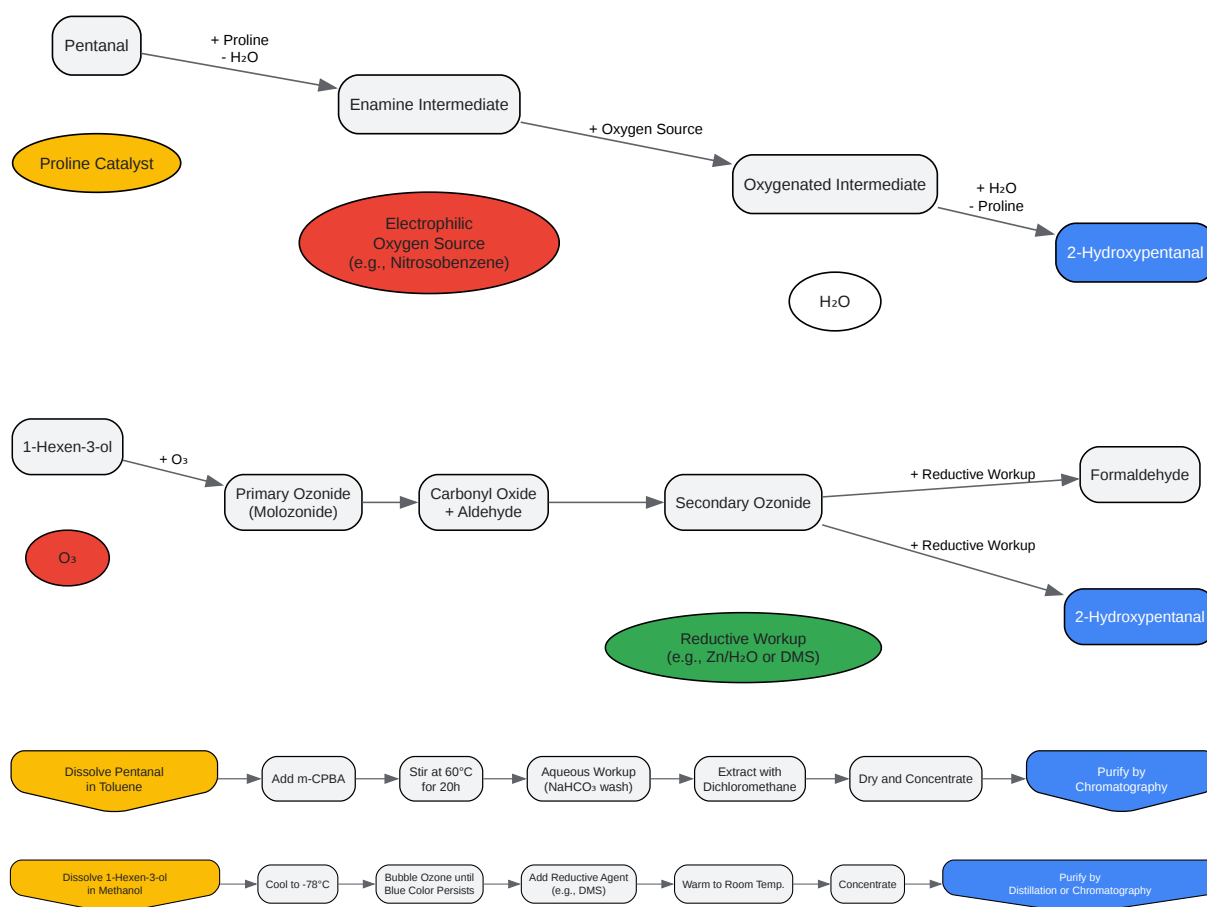 Pentanal
+ Proline
- H₂O
Enamine Intermediate
+ Oxygen Source
Proline Catalyst
Oxygenated Intermediate
+ H₂O
- Proline
Electrophilic
Oxygen Source
(e.g., Nitrosobenzene)
2-Hydroxypentanal
H₂O
1-Hexen-3-ol
+ O₃
Primary Ozonide
(Molozonide)
Carbonyl Oxide
+ Aldehyde
Secondary Ozonide
+ Reductive Workup
Formaldehyde
+ Reductive Workup
O₃
2-Hydroxypentanal
Reductive Workup
(e.g., Zn/H₂O or DMS)
Dissolve Pentanal
in Toluene
Add m-CPBA
Stir at 60°C
for 20h
Aqueous Workup
(NaHCO₃ wash)
Extract with
Dichloromethane
Dry and Concentrate
Purify by
Chromatography
Dissolve 1-Hexen-3-ol
in Methanol
Cool to -78°C
Bubble Ozone until
Blue Color Persists
Add Reductive Agent
(e.g., DMS)
Warm to Room Temp.
Concentrate
Purify by
Distillation or Chromatography